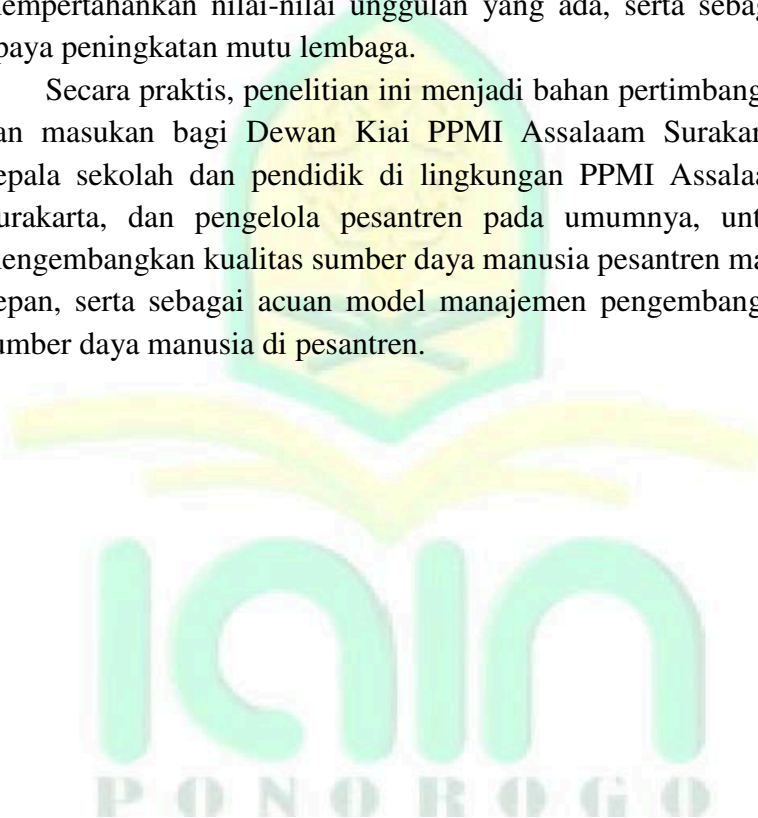 mempertahankan nilai-nilai unggulan yang ada, serta sebag
paya peningkatan mutu lembaga.
Secara praktis, penelitian ini menjadi bahan pertimbang
an masukan bagi Dewan Kiai PPMI Assalaam Surakar
epala sekolah dan pendidik di lingkungan PPMI Assalaa
urakarta, dan pengelola pesantren pada umumnya, unt
engembangkan kualitas sumber daya manusia pesantren ma
epan, serta sebagai acuan model manajemen pengembang
umber daya manusia di pesantren.
IAIN
PONOROGO